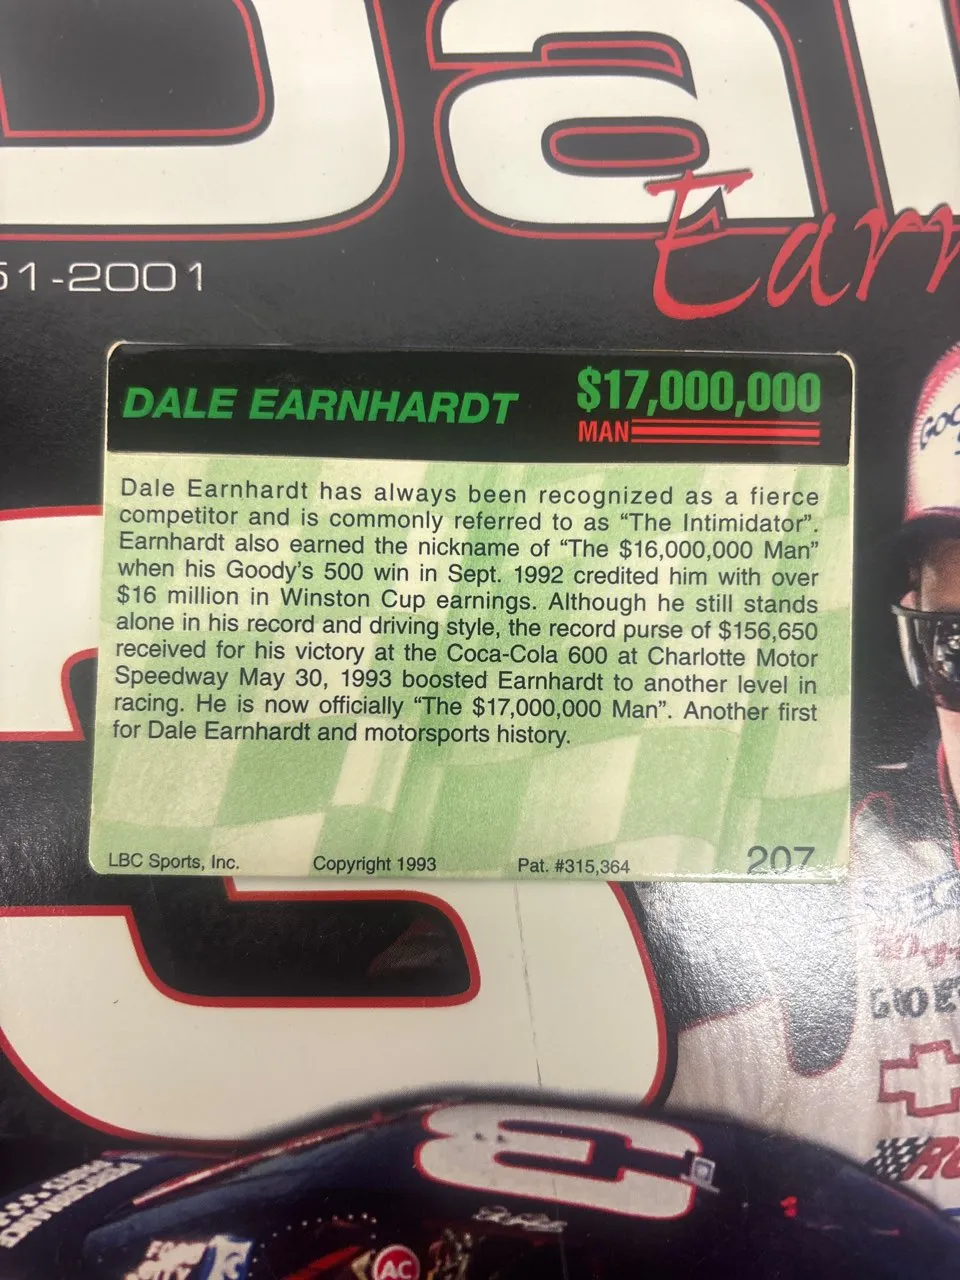 Dal
Earn
51-2001
DALE EARNHARDT
$17,000,000
MAN
Dale Earnhardt has always been recognized as a fierce
competitor and is commonly referred to as “The Intimidator”.
Earnhardt also earned the nickname of “The $16,000,000 Man”
when his Goody’s 500 win in Sept. 1992 credited him with over
$16 million in Winston Cup earnings. Although he still stands
alone in his record and driving style, the record purse of $156,650
received for his victory at the Coca-Cola 600 at Charlotte Motor
Speedway May 30, 1993 boosted Earnhardt to another level in
racing. He is now officially “The $17,000,000 Man”. Another first
for Dale Earnhardt and motorsports history.
LBC Sports, Inc. Copyright 1993 Pat. #315,364 207
3
3
AC